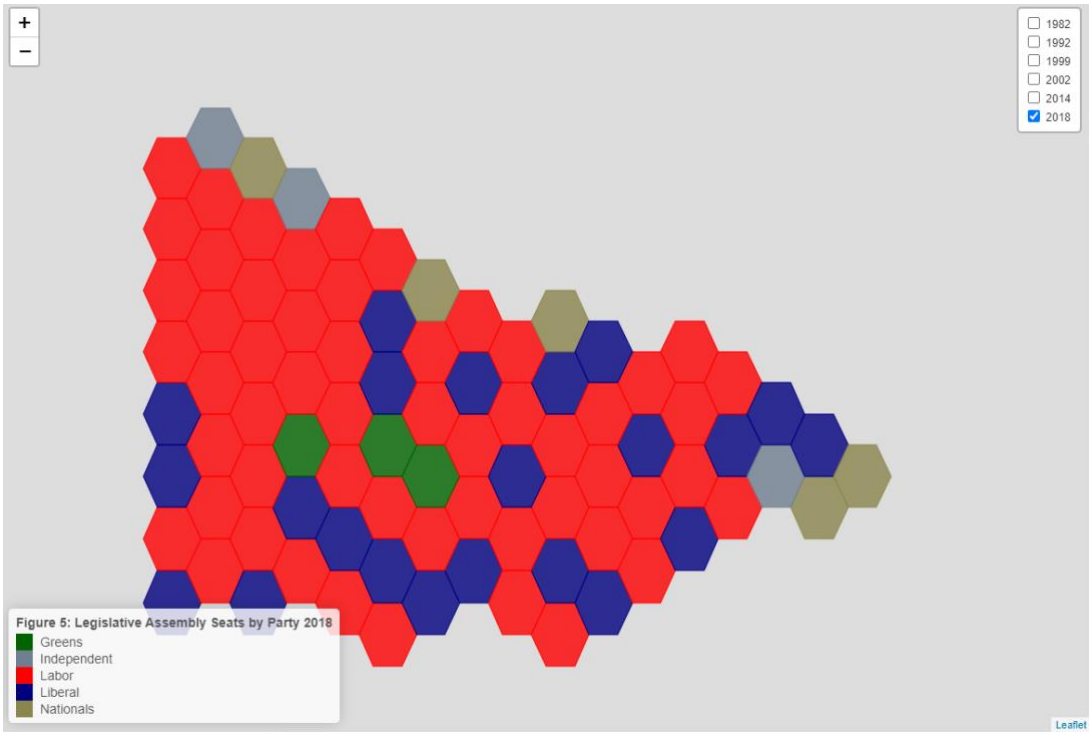 +
−
1982
1992
1999
2002
2014
2018
Figure 5: Legislative Assembly Seats by Party 2018
Greens
Independent
Labor
Liberal
Nationals
Leaflet